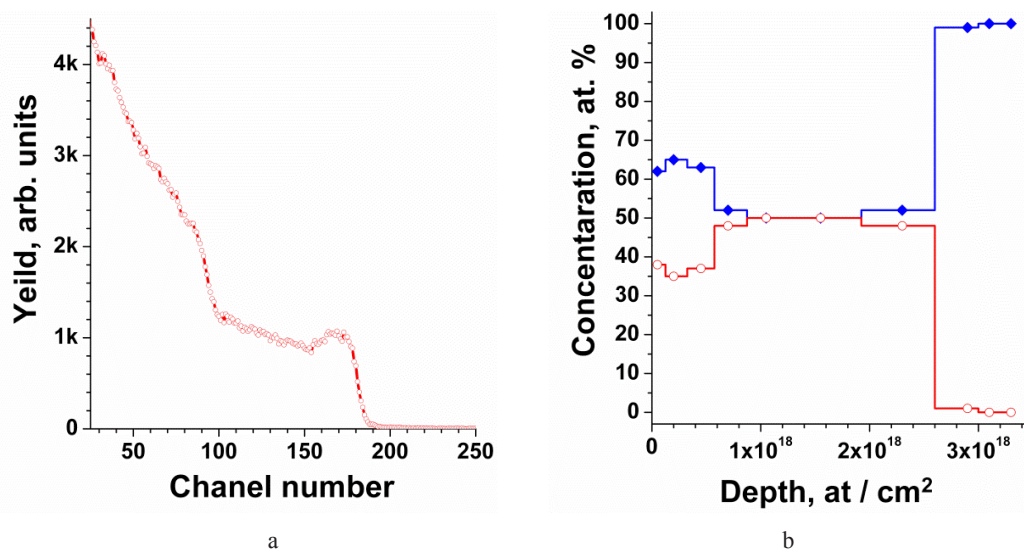 Yeild, arb. units
4k
3k
2k
1k
0
50
100
150
200
250
Chanel number
a
Concentaration, at. %
100
90
80
70
60
50
40
30
20
10
0
0
1x10¹⁸
2x10¹⁸
3x10¹⁸
Depth, at / cm²
b